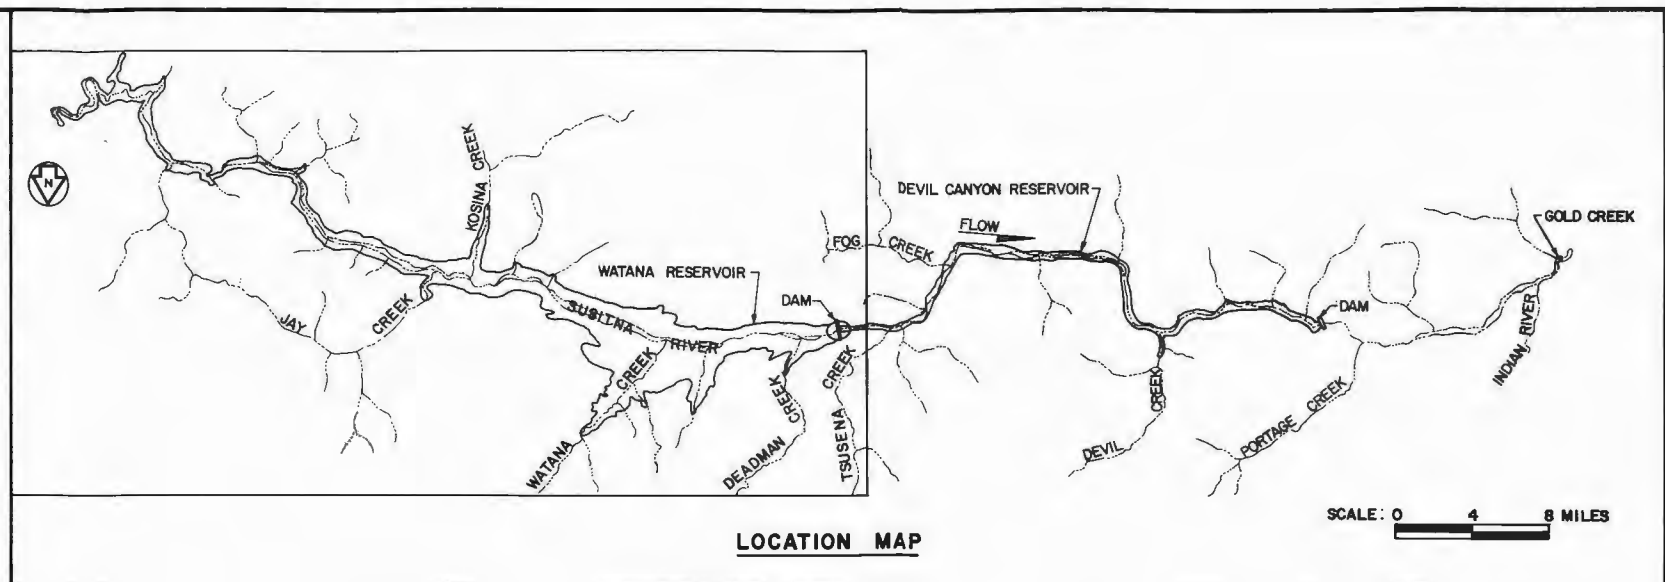 N
KOSINA CREEK
DEVIL CANYON RESERVOIR
GOLD CREEK
FLOW
FOG CREEK
WATANA RESERVOIR
DAM
SUSITNA RIVER
JAY CREEK
DAM
INDIAN RIVER
WATANA CREEK
DEADMAN CREEK
TSUSENA CREEK
DEVIL CREEK
PORTAGE CREEK
SCALE: 0 4 8 MILES
LOCATION MAP